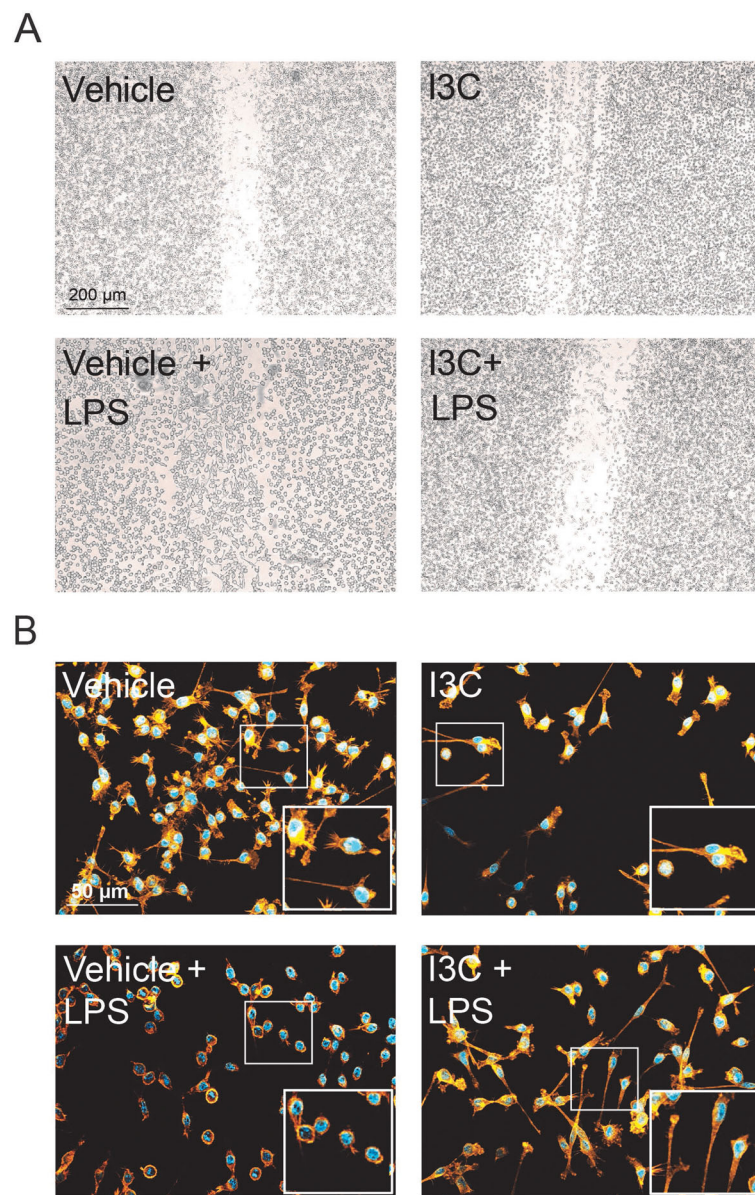 A
Vehicle
I3C
200 µm
Vehicle +
LPS
I3C+
LPS
B
Vehicle
I3C
50 µm
Vehicle +
LPS
I3C +
LPS